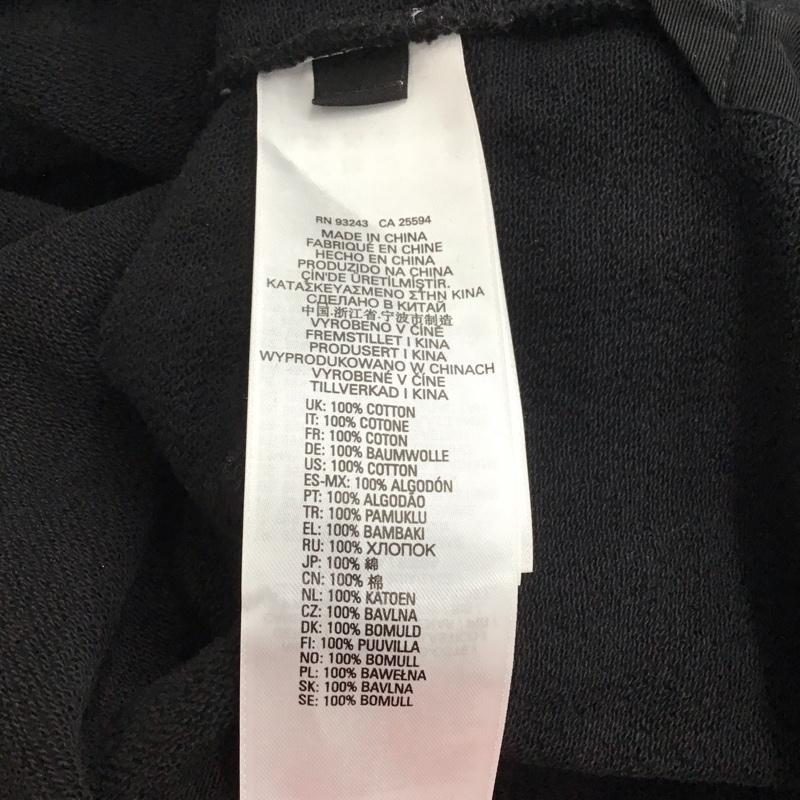 RN 93243 CA 25594
MADE IN CHINA
FABRIQUÉ EN CHINE
HECHO EN CHINA
PRODUZIDO NA CHINA
ÇİN'DE ÜRETİLMİŞTİR.
ΚΑΤΑΣΚΕΥΑΣΜΕΝΟ ΣΤΗΝ ΚΙΝΑ
СДЕЛАНО В КИТАЙ
中国.浙江省.宁波市制造
VYROBENO V ČÍNĚ
FREMSTILLET I KINA
PRODUSERT I KINA
WYPRODUKOWANO W CHINACH
VYROBENÉ V ČÍNE
TILLVERKAD I KINA
UK: 100% COTTON
IT: 100% COTONE
FR: 100% COTON
DE: 100% BAUMWOLLE
US: 100% COTTON
ES-MX: 100% ALGODÓN
PT: 100% ALGODÃO
TR: 100% PAMUKLU
EL: 100% ΒΑΜΒΑΚΙ
RU: 100% ХЛОПОК
JP: 100% 綿
CN: 100% 棉
NL: 100% KATOEN
CZ: 100% BAVLNA
DK: 100% BOMULD
FI: 100% PUUVILLA
NO: 100% BOMULL
PL: 100% BAWEŁNA
SK: 100% BAVLNA
SE: 100% BOMULL